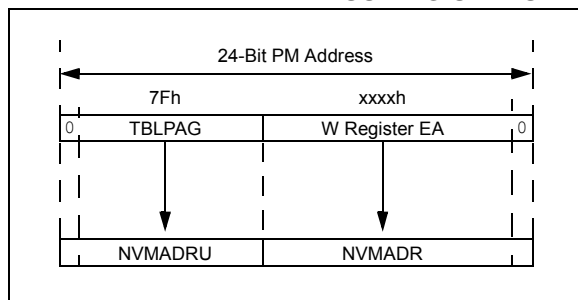 24-Bit PM Address
7Fh xxxxh
0 TBLPAG W Register EA 0
NVMADRU NVMADR